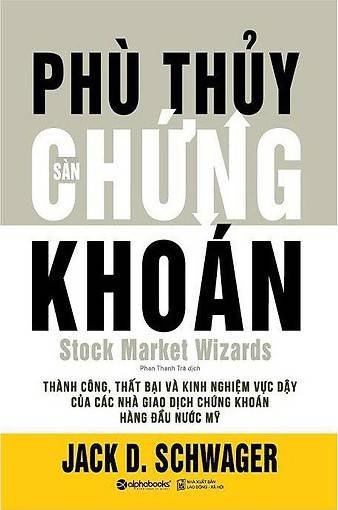 PHÙ THỦY
SÀN
CHỨNG
KHOÁN
Stock Market Wizards
Phan Thanh Trà dịch
THÀNH CÔNG, THẤT BẠI VÀ KINH NGHIỆM VỰC DẬY
CỦA CÁC NHÀ GIAO DỊCH CHỨNG KHOÁN
HÀNG ĐẦU NƯỚC MỸ
JACK D. SCHWAGER
alphabooks
NHÀ XUẤT BẢN
LAO ĐỘNG - XÃ HỘI